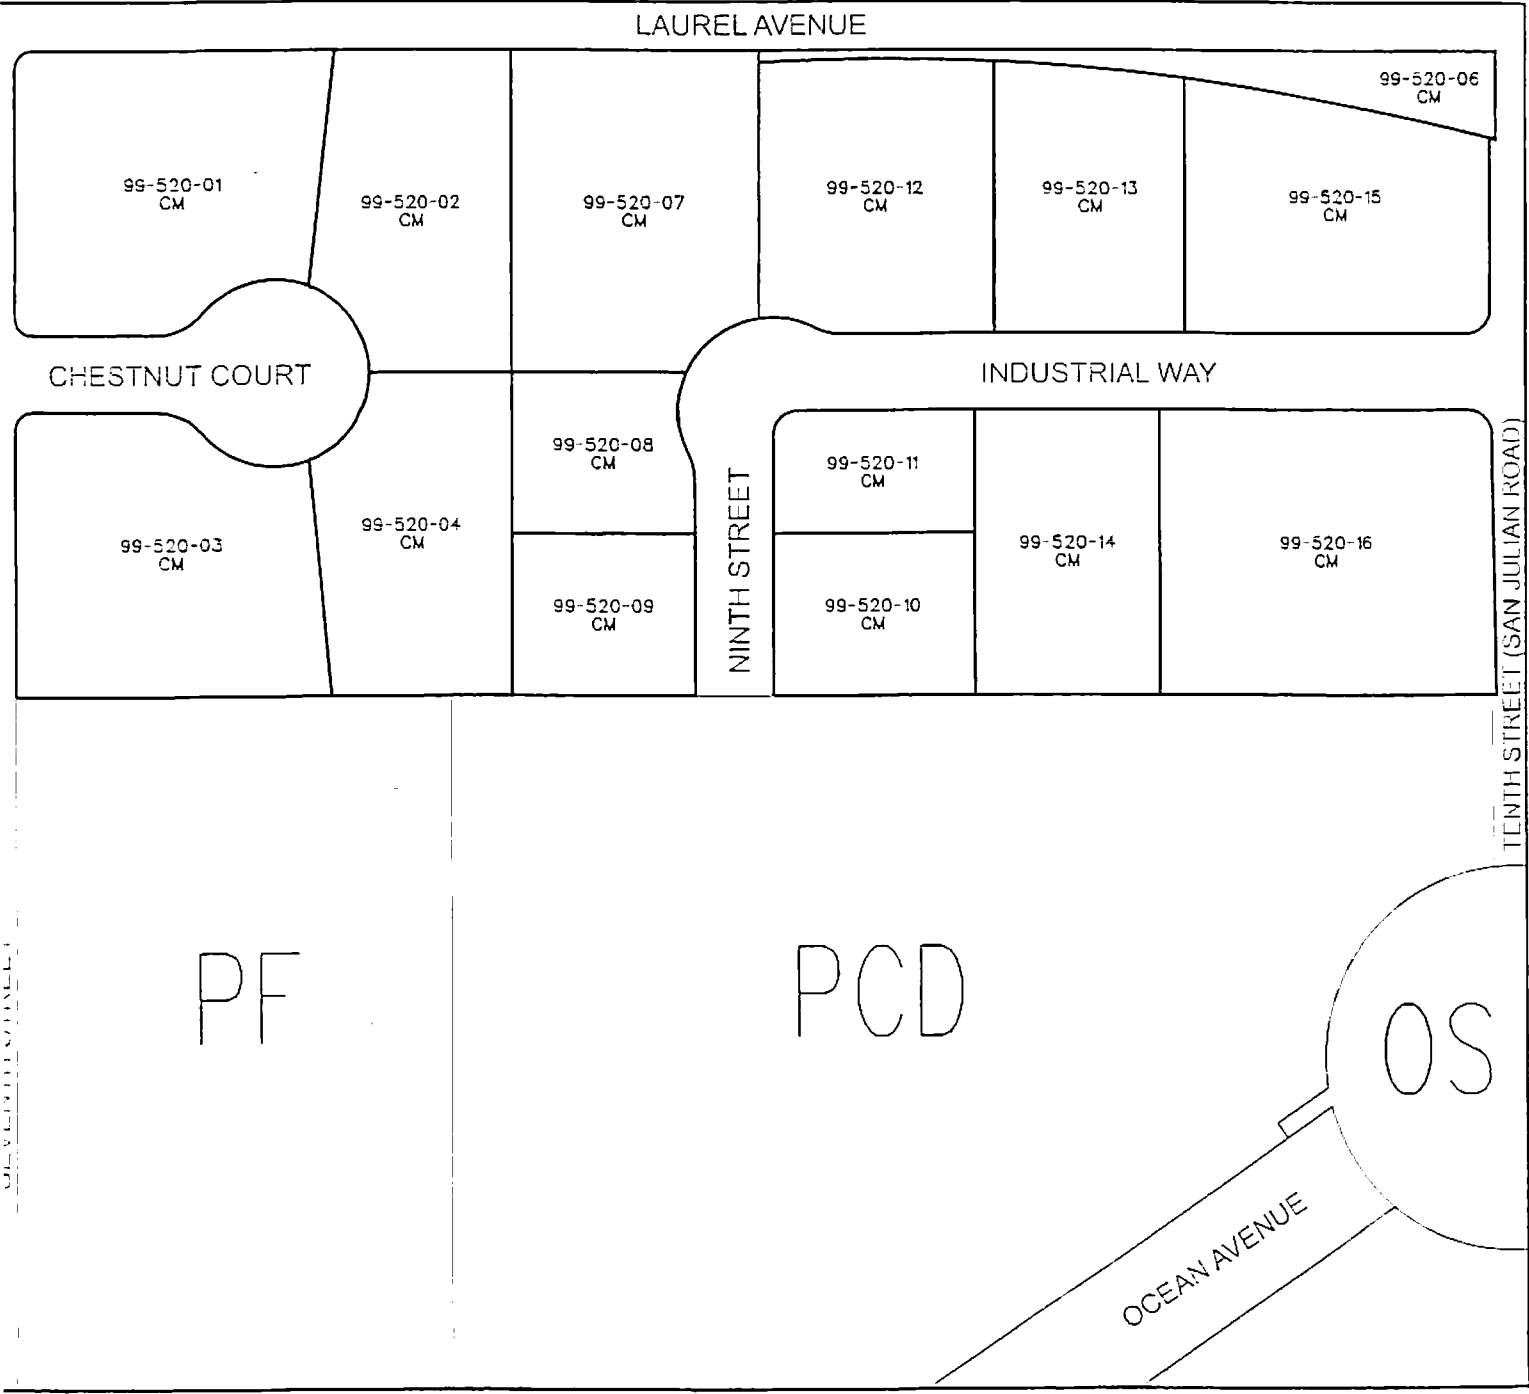 LAUREL AVENUE
99-520-06
CM
99-520-01
CM
99-520-02
CM
99-520-07
CM
99-520-12
CM
99-520-13
CM
99-520-15
CM
CHESTNUT COURT
INDUSTRIAL WAY
99-520-08
CM
99-520-11
CM
99-520-03
CM
99-520-04
CM
99-520-14
CM
99-520-16
CM
99-520-09
CM
99-520-10
CM
NINTH STREET
TENTH STREET (SAN JULIAN ROAD)
PF
PCD
OS
SEVENTH STREET
OCEAN AVENUE